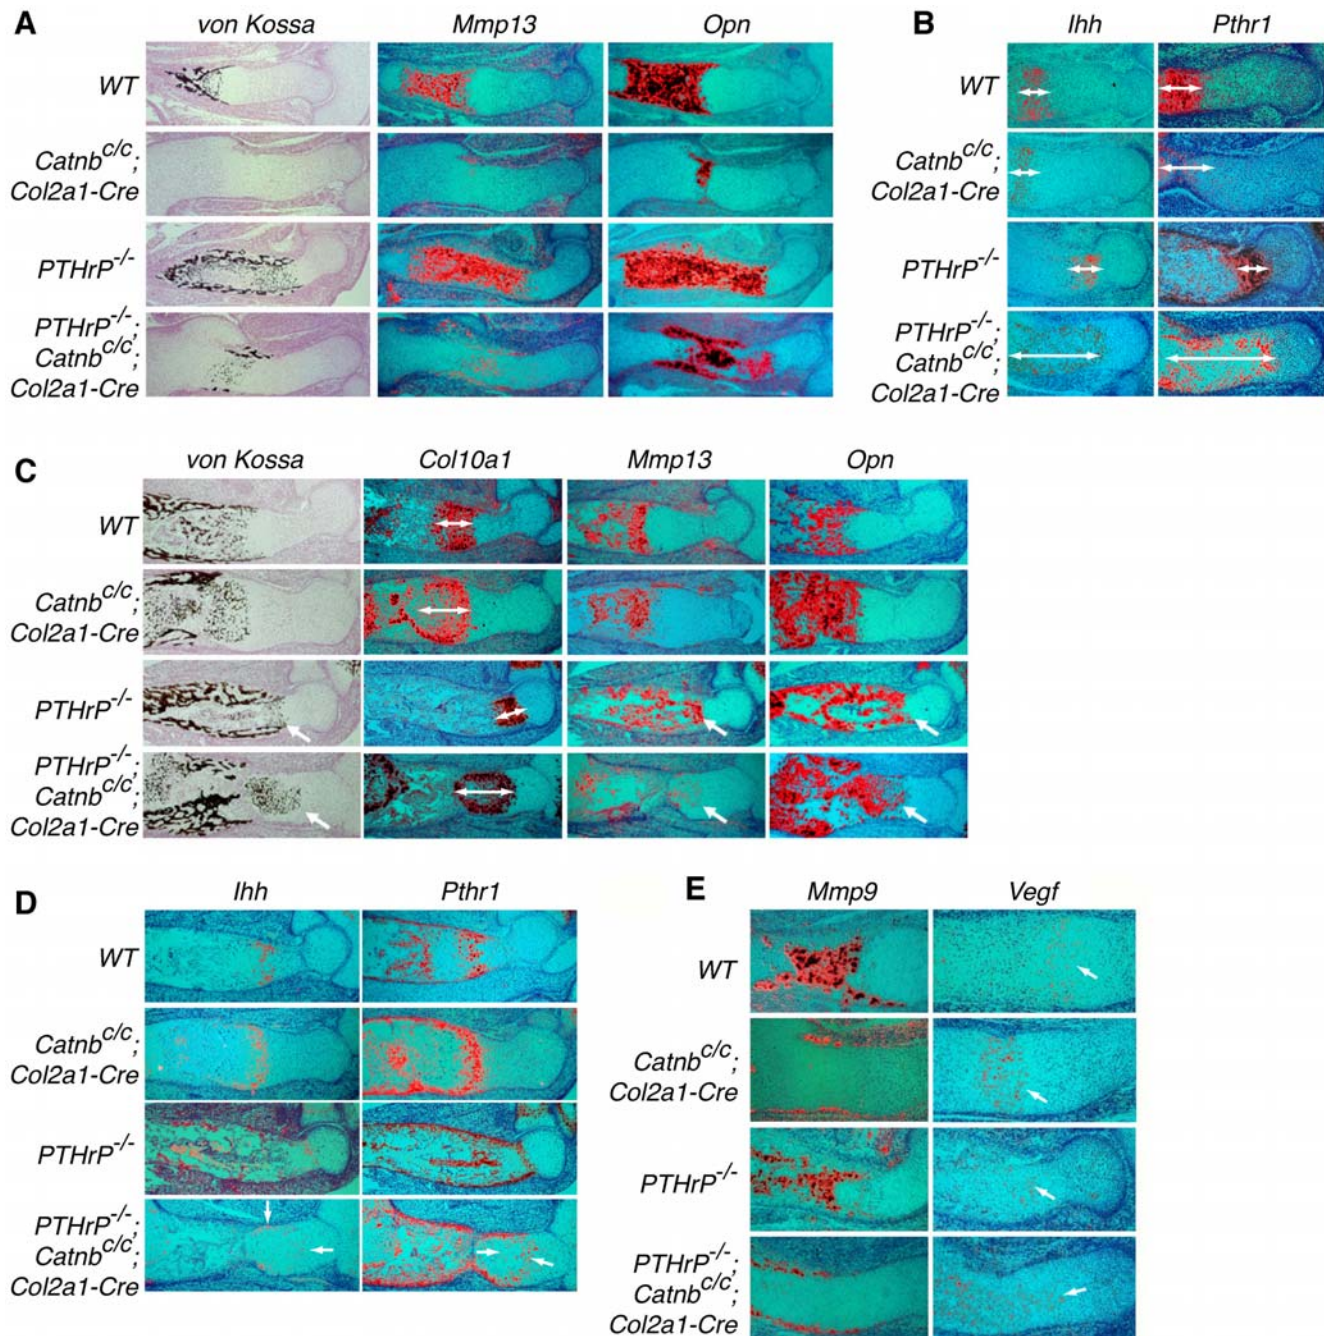 A
von Kossa Mmp13 Opn
WT
Catnb^c/c;
Col2a1-Cre
PTHrP^-/-
PTHrP^-/-;
Catnb^c/c;
Col2a1-Cre
B
Ihh Pthr1
WT
Catnb^c/c;
Col2a1-Cre
PTHrP^-/-
PTHrP^-/-;
Catnb^c/c;
Col2a1-Cre
C
von Kossa Col10a1 Mmp13 Opn
WT
Catnb^c/c;
Col2a1-Cre
PTHrP^-/-
PTHrP^-/-;
Catnb^c/c;
Col2a1-Cre
D
Ihh Pthr1
WT
Catnb^c/c;
Col2a1-Cre
PTHrP^-/-
PTHrP^-/-;
Catnb^c/c;
Col2a1-Cre
E
Mmp9 Vegf
WT
Catnb^c/c;
Col2a1-Cre
PTHrP^-/-
PTHrP^-/-;
Catnb^c/c;
Col2a1-Cre